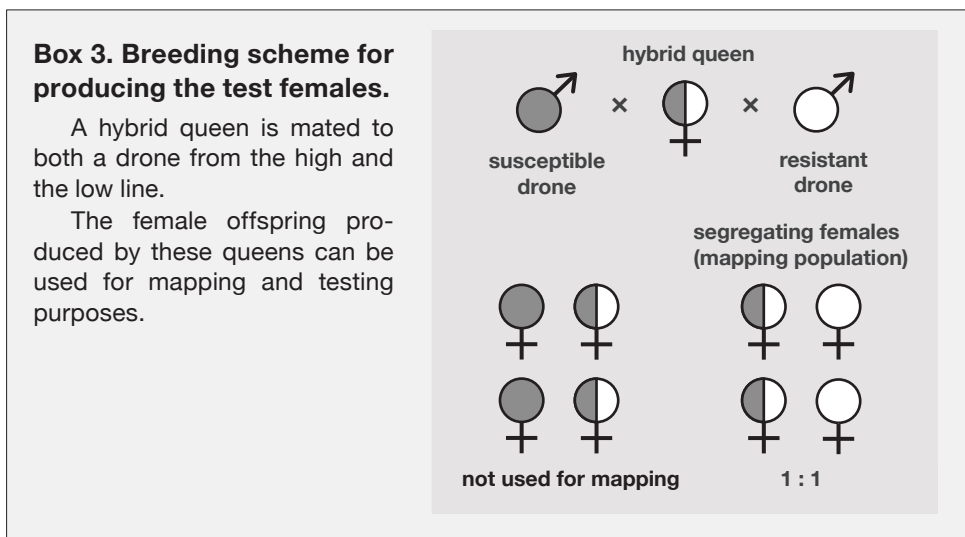 Box 3. Breeding scheme for
producing the test females.
A hybrid queen is mated to
both a drone from the high and
the low line.
The female offspring pro-
duced by these queens can be
used for mapping and testing
purposes.
hybrid queen
× ×
susceptible
drone
resistant
drone
segregating females
(mapping population)
not used for mapping
1 : 1